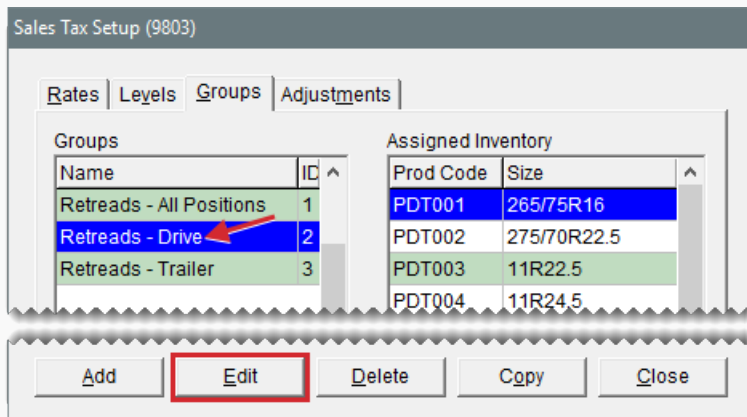 Sales Tax Setup (9803)
Rates Levels Groups Adjustments
Groups
Name ID
Retreads - All Positions 1
Retreads - Drive 2
Retreads - Trailer 3
Assigned Inventory
Prod Code Size
PDT001 265/75R16
PDT002 275/70R22.5
PDT003 11R22.5
PDT004 11R24.5
Add Edit Delete Copy Close